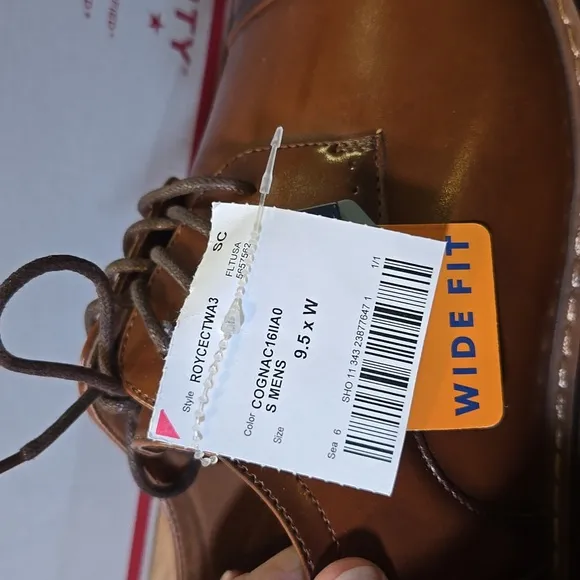 SC
FLTUSA
5657562
Style ROYCECTWA3
Color COGNAC16IIA0
S MENS
Size 9.5 x W
Sea 6
SHO 11 343 23877647 1 1/1
WIDE FIT